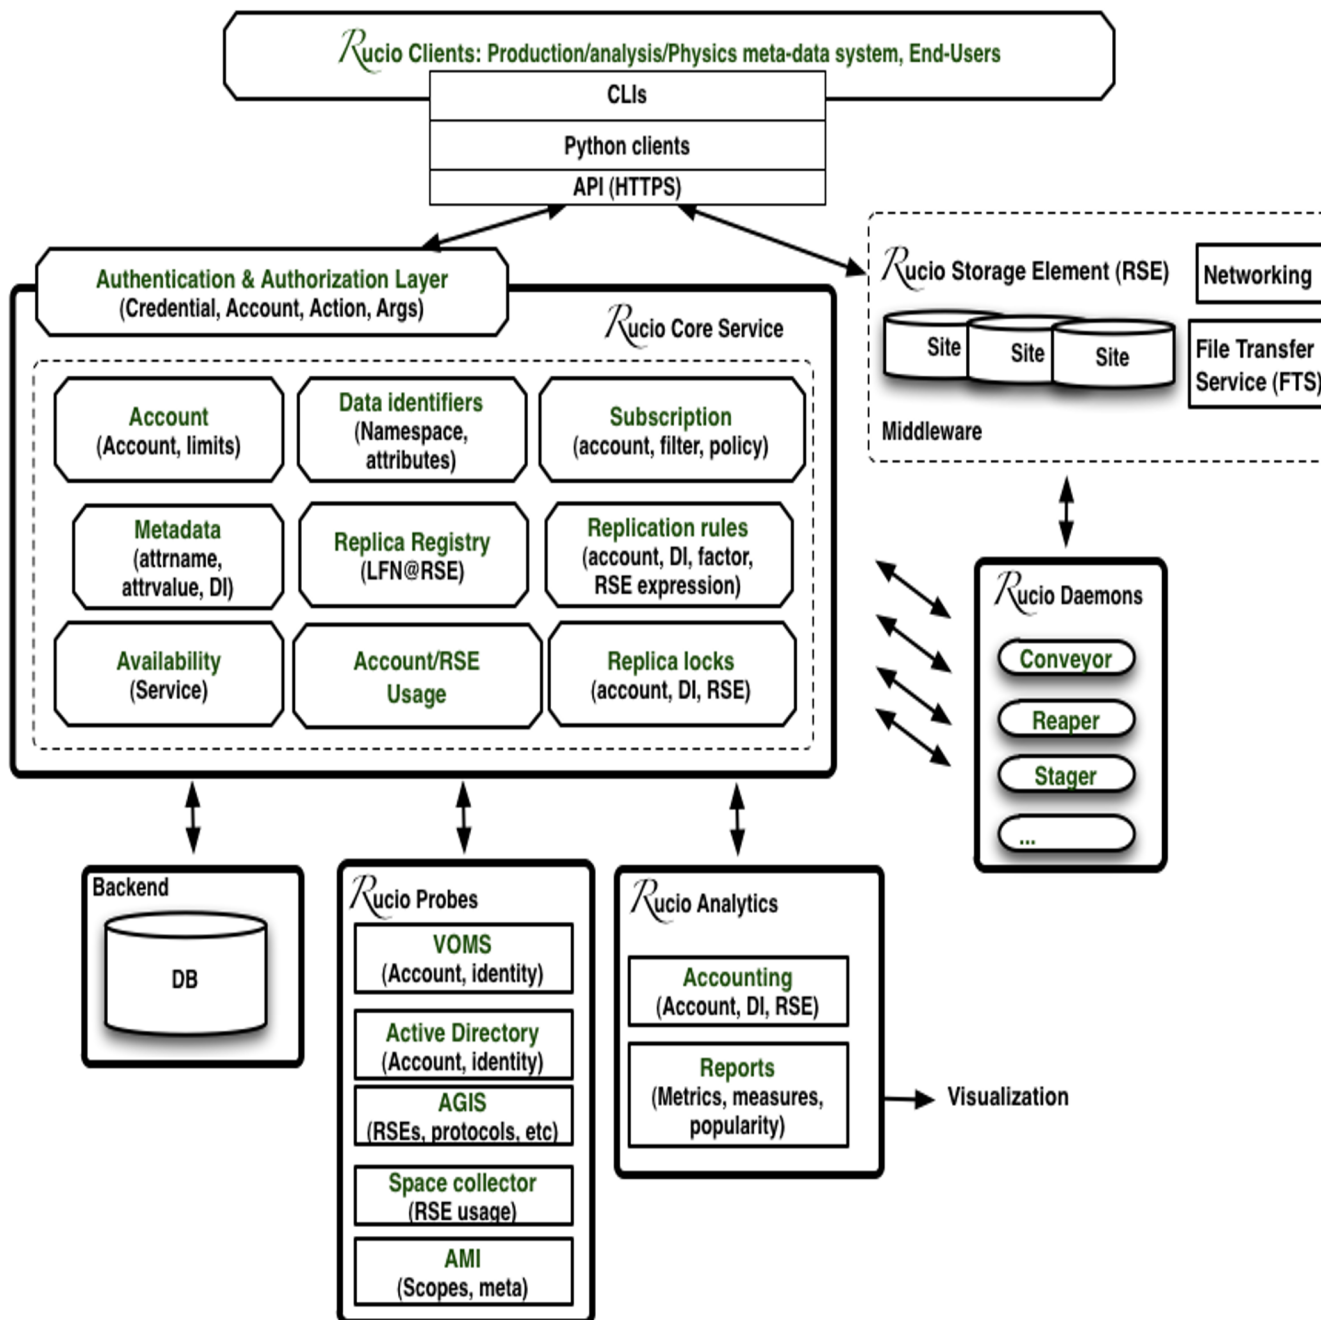 Rucio Clients: Production/analysis/Physics meta-data system, End-Users
CLIs
Python clients
API (HTTPS)
Authentication & Authorization Layer
(Credential, Account, Action, Args)
Rucio Core Service
Account
(Account, limits)
Data identifiers
(Namespace,
attributes)
Subscription
(account, filter, policy)
Metadata
(attrname,
attrvalue, DI)
Replica Registry
(LFN@RSE)
Replication rules
(account, DI, factor,
RSE expression)
Availability
(Service)
Account/RSE
Usage
Replica locks
(account, DI, RSE)
Rucio Storage Element (RSE)
Networking
Site
Site
Site
File Transfer
Service (FTS)
Middleware
Rucio Daemons
Conveyor
Reaper
Stager
...
Backend
DB
Rucio Probes
VOMS
(Account, identity)
Active Directory
(Account, identity)
AGIS
(RSEs, protocols, etc)
Space collector
(RSE usage)
AMI
(Scopes, meta)
Rucio Analytics
Accounting
(Account, DI, RSE)
Reports
(Metrics, measures,
popularity)
Visualization